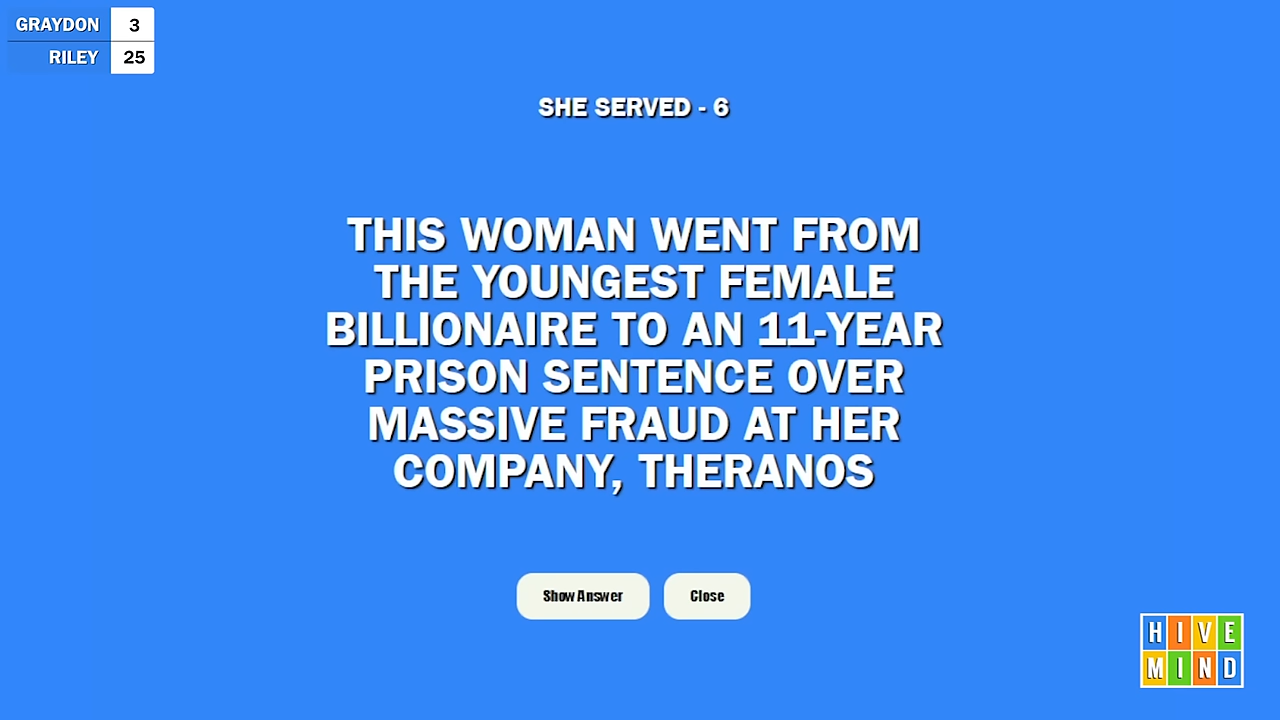 GRAYDON 3
RILEY 25
SHE SERVED - 6
THIS WOMAN WENT FROM
THE YOUNGEST FEMALE
BILLIONAIRE TO AN 11-YEAR
PRISON SENTENCE OVER
MASSIVE FRAUD AT HER
COMPANY, THERANOS
Show Answer Close
HIVE
MIND